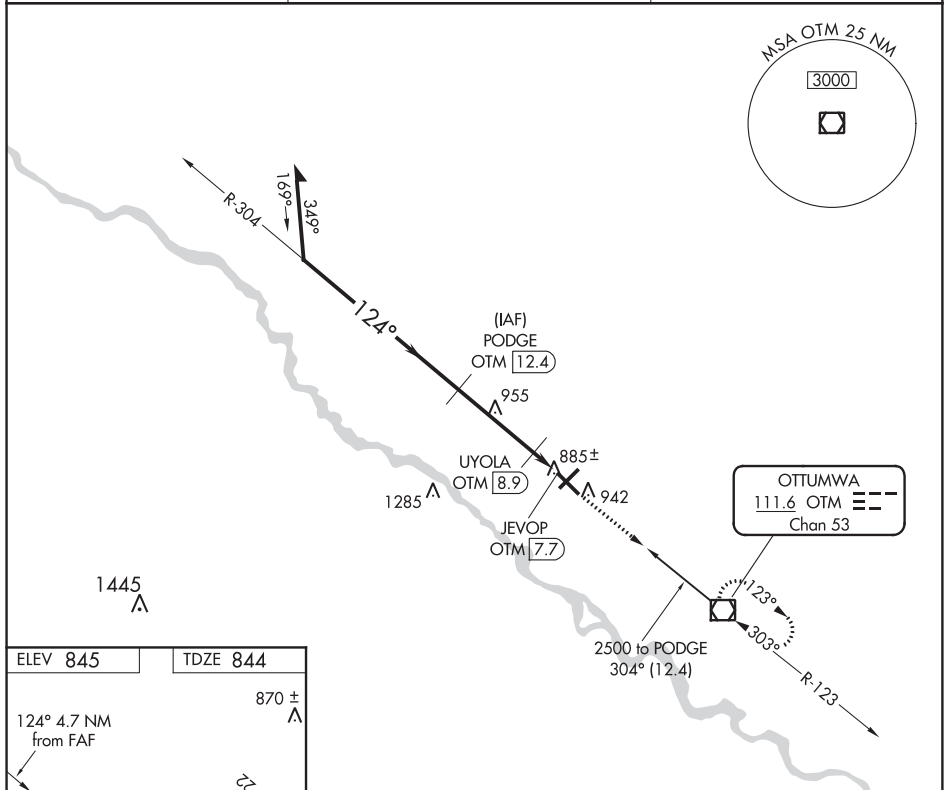 MSA OTM 25 NM
3000
R-304
169°
349°
124°
(IAF)
PODGE
OTM 12.4
955
UYOLA
OTM 8.9
885±
942
1285
JEVOP
OTM 7.7
OTTUMWA
111.6 OTM
Chan 53
1445
123°
303°
2500 to PODGE
304° (12.4)
R-123
ELEV 845
TDZE 844
870 ±
124° 4.7 NM
from FAF
22